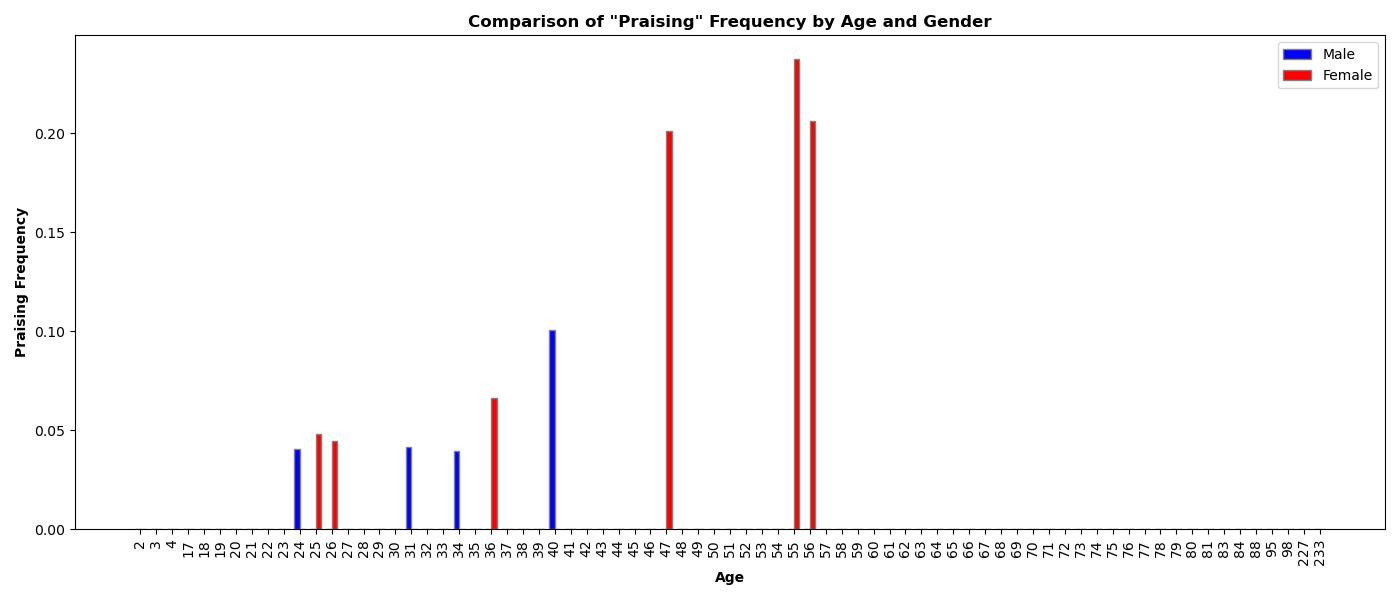 Comparison of "Praising" Frequency by Age and Gender
Male
Female
Praising Frequency
0.20
0.15
0.10
0.05
0.00
2 3 4 17 18 19 20 21 22 23 24 25 26 27 28 29 30 31 32 33 34 35 36 37 38 39 40 41 42 43 44 45 46 47 48 49 50 51 52 53 54 55 56 57 58 59 60 61 62 63 64 65 66 67 68 69 70 71 72 73 74 75 76 77 78 79 80 81 83 84 88 95 98 227 233
Age